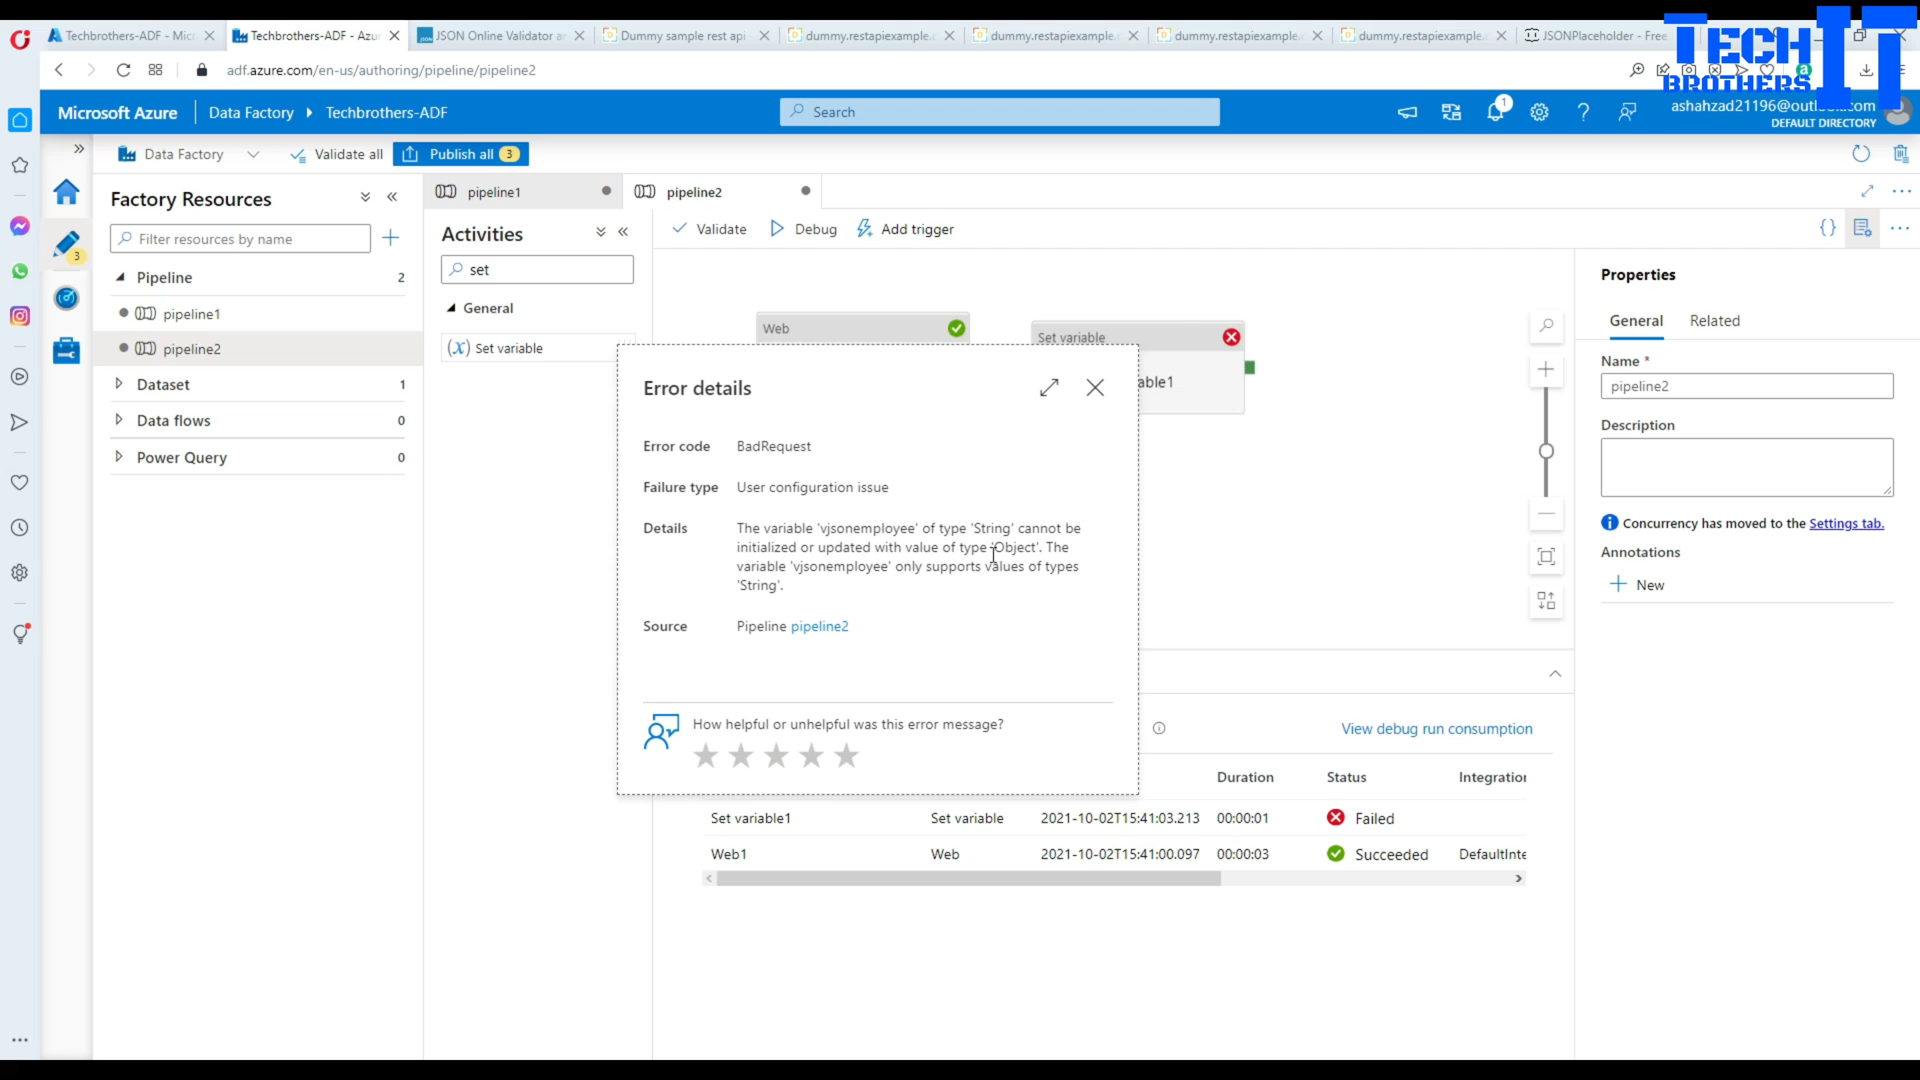 Techbrothers-ADF - Mic
Techbrothers-ADF - Azur
JSON Online Validator ar
Dummy sample rest api
dummy.restapiexample.
dummy.restapiexample.
dummy.restapiexample.
dummy.restapiexample.
JSONPlaceholder - Free
TECH IT
BROTHERS
adf.azure.com/en-us/authoring/pipeline/pipeline2
Microsoft Azure
Data Factory
Techbrothers-ADF
Search
1
ashahzad21196@outlook.com
DEFAULT DIRECTORY
Data Factory
Validate all
Publish all 3
Factory Resources
pipeline1
pipeline2
Filter resources by name
3
Pipeline 2
pipeline1
pipeline2
Dataset 1
Data flows 0
Power Query 0
Activities
set
General
(x) Set variable
Validate
Debug
Add trigger
{}
Web
Set variable
able1
Error details
Error code BadRequest
Failure type User configuration issue
Details The variable 'vjsonemployee' of type 'String' cannot be
initialized or updated with value of type 'Object'. The
variable 'vjsonemployee' only supports values of types
'String'.
Source Pipeline pipeline2
How helpful or unhelpful was this error message?
View debug run consumption
Duration Status Integration
Set variable1 Set variable 2021-10-02T15:41:03.213 00:00:01 Failed
Web1 Web 2021-10-02T15:41:00.097 00:00:03 Succeeded DefaultInte
Properties
General Related
Name *
pipeline2
Description
Concurrency has moved to the Settings tab.
Annotations
New